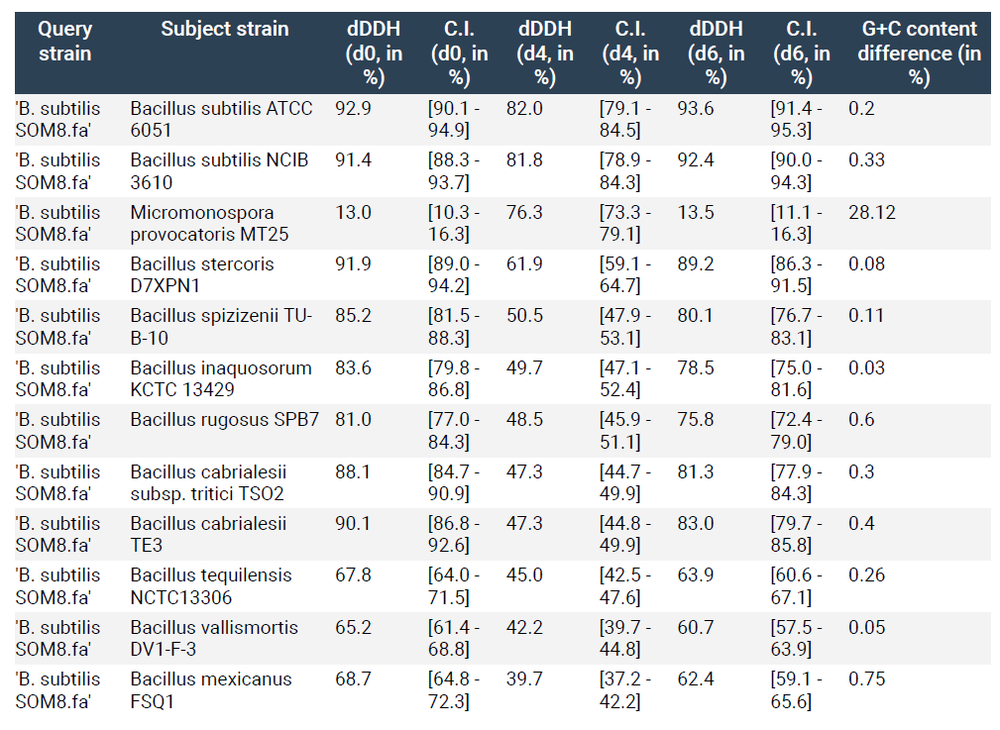 Query strain Subject strain dDDH (d0, in %) C.I. (d0, in %) dDDH (d4, in %) C.I. (d4, in %) dDDH (d6, in %) C.I. (d6, in %) G+C content difference (in %)
'B. subtilis SOM8.fa' Bacillus subtilis ATCC 6051 92.9 [90.1 - 94.9] 82.0 [79.1 - 84.5] 93.6 [91.4 - 95.3] 0.2
'B. subtilis SOM8.fa' Bacillus subtilis NCIB 3610 91.4 [88.3 - 93.7] 81.8 [78.9 - 84.3] 92.4 [90.0 - 94.3] 0.33
'B. subtilis SOM8.fa' Micromonospora provocatoris MT25 13.0 [10.3 - 16.3] 76.3 [73.3 - 79.1] 13.5 [11.1 - 16.3] 28.12
'B. subtilis SOM8.fa' Bacillus stercoris D7XPN1 91.9 [89.0 - 94.2] 61.9 [59.1 - 64.7] 89.2 [86.3 - 91.5] 0.08
'B. subtilis SOM8.fa' Bacillus spizizenii TU-B-10 85.2 [81.5 - 88.3] 50.5 [47.9 - 53.1] 80.1 [76.7 - 83.1] 0.11
'B. subtilis SOM8.fa' Bacillus inaquosorum KCTC 13429 83.6 [79.8 - 86.8] 49.7 [47.1 - 52.4] 78.5 [75.0 - 81.6] 0.03
'B. subtilis SOM8.fa' Bacillus rugosus SPB7 81.0 [77.0 - 84.3] 48.5 [45.9 - 51.1] 75.8 [72.4 - 79.0] 0.6
'B. subtilis SOM8.fa' Bacillus cabrialesii subsp. tritici TSO2 88.1 [84.7 - 90.9] 47.3 [44.7 - 49.9] 81.3 [77.9 - 84.3] 0.3
'B. subtilis SOM8.fa' Bacillus cabrialesii TE3 90.1 [86.8 - 92.6] 47.3 [44.8 - 49.9] 83.0 [79.7 - 85.8] 0.4
'B. subtilis SOM8.fa' Bacillus tequilensis NCTC13306 67.8 [64.0 - 71.5] 45.0 [42.5 - 47.6] 63.9 [60.6 - 67.1] 0.26
'B. subtilis SOM8.fa' Bacillus vallismortis DV1-F-3 65.2 [61.4 - 68.8] 42.2 [39.7 - 44.8] 60.7 [57.5 - 63.9] 0.05
'B. subtilis SOM8.fa' Bacillus mexicanus FSQ1 68.7 [64.8 - 72.3] 39.7 [37.2 - 42.2] 62.4 [59.1 - 65.6] 0.75